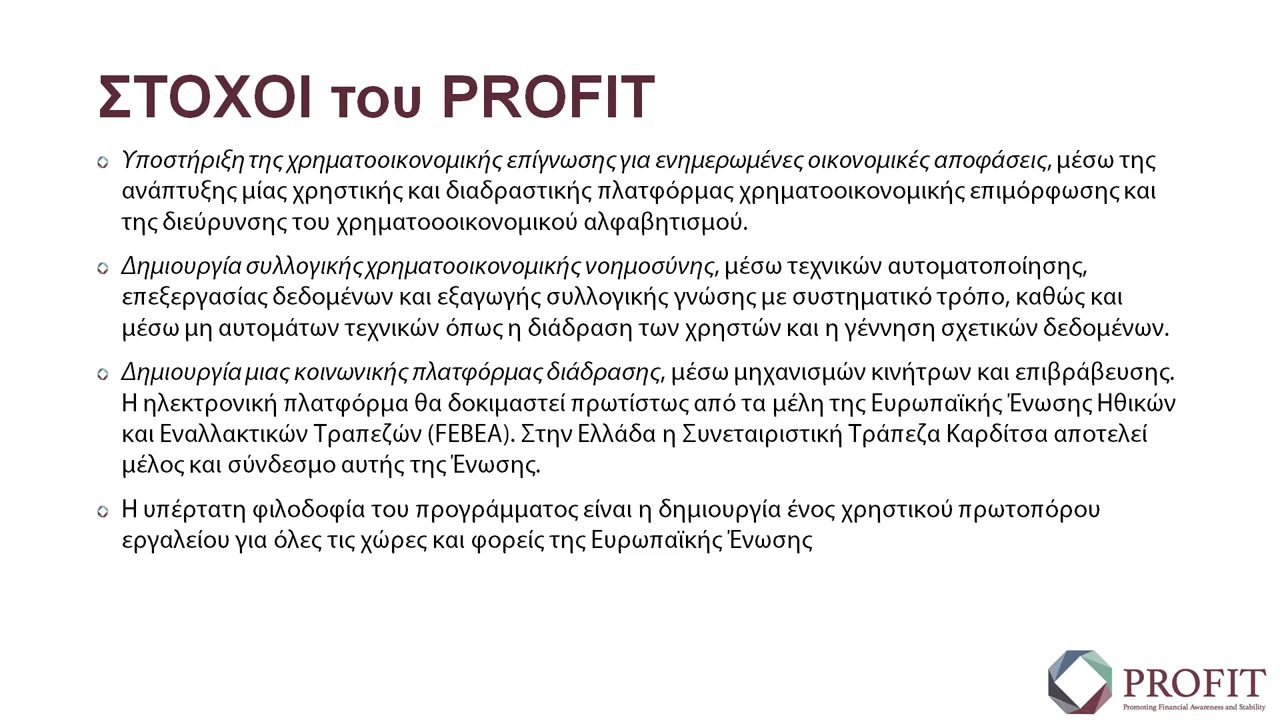 ΣΤΟΧΟΙ του PROFIT
Υποστήριξη της χρηματοοικονομικής επίγνωσης για ενημερωμένες οικονομικές αποφάσεις, μέσω της
ανάπτυξης μίας χρηστικής και διαδραστικής πλατφόρμας χρηματοοικονομικής επιμόρφωσης και
της διεύρυνσης του χρηματοοοικονομικού αλφαβητισμού.
Δημιουργία συλλογικής χρηματοοικονομικής νοημοσύνης, μέσω τεχνικών αυτοματοποίησης,
επεξεργασίας δεδομένων και εξαγωγής συλλογικής γνώσης με συστηματικό τρόπο, καθώς και
μέσω μη αυτομάτων τεχνικών όπως η διάδραση των χρηστών και η γέννηση σχετικών δεδομένων.
Δημιουργία μιας κοινωνικής πλατφόρμας διάδρασης, μέσω μηχανισμών κινήτρων και επιβράβευσης.
Η ηλεκτρονική πλατφόρμα θα δοκιμαστεί πρωτίστως από τα μέλη της Ευρωπαϊκής Ένωσης Ηθικών
και Εναλλακτικών Τραπεζών (FEBEA). Στην Ελλάδα η Συνεταιριστική Τράπεζα Καρδίτσα αποτελεί
μέλος και σύνδεσμο αυτής της Ένωσης.
Η υπέρτατη φιλοδοφία του προγράμματος είναι η δημιουργία ένος χρηστικού πρωτοπόρου
εργαλείου για όλες τις χώρες και φορείς της Ευρωπαϊκής Ένωσης
PROFIT
Promoting Financial Awareness and Stability